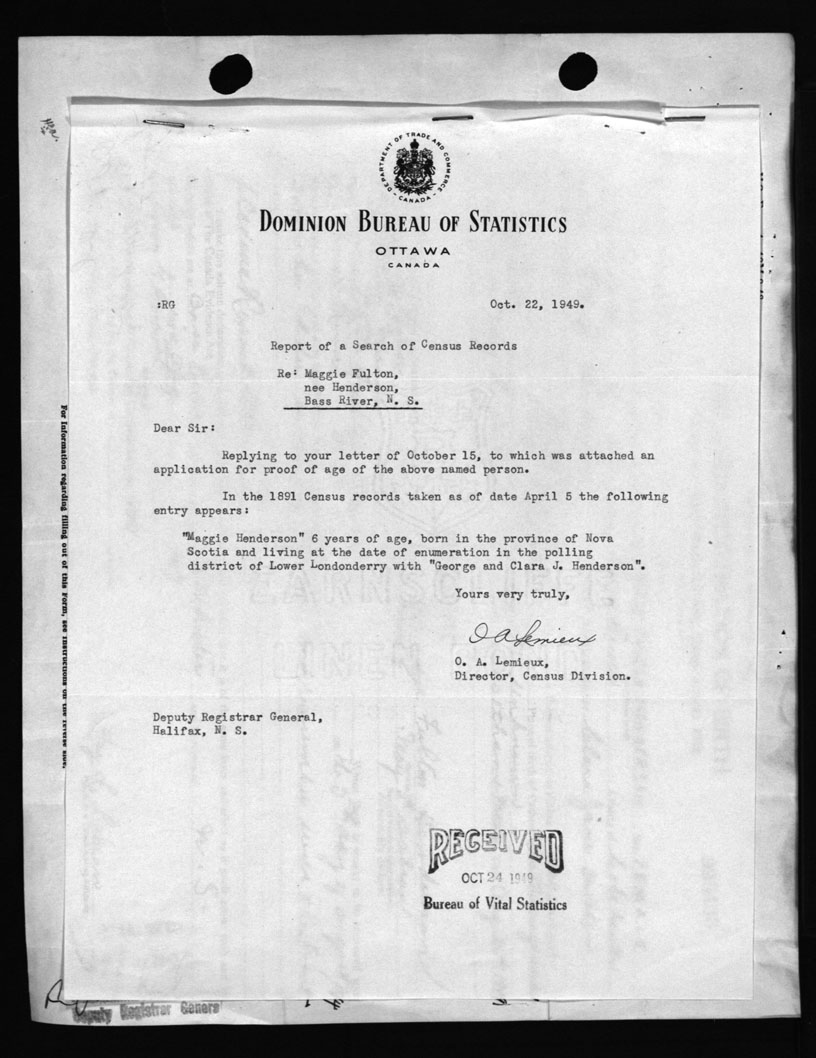 DEPARTMENT OF TRADE AND COMMERCE
CANADA
DOMINION BUREAU OF STATISTICS
OTTAWA
CANADA
:RG
Oct. 22, 1949.
Report of a Search of Census Records
Re: Maggie Fulton,
nee Henderson,
Bass River, N. S.
Dear Sir:
Replying to your letter of October 15, to which was attached an
application for proof of age of the above named person.
In the 1891 Census records taken as of date April 5 the following
entry appears:
"Maggie Henderson" 6 years of age, born in the province of Nova
Scotia and living at the date of enumeration in the polling
district of Lower Londonderry with "George and Clara J. Henderson".
Yours very truly,
O A Lemieux
O. A. Lemieux,
Director, Census Division.
Deputy Registrar General,
Halifax, N. S.
RECEIVED
OCT 24 1949
Bureau of Vital Statistics
For Information regarding filling out of this Form, see instructions on the reverse
Deputy Registrar Genera